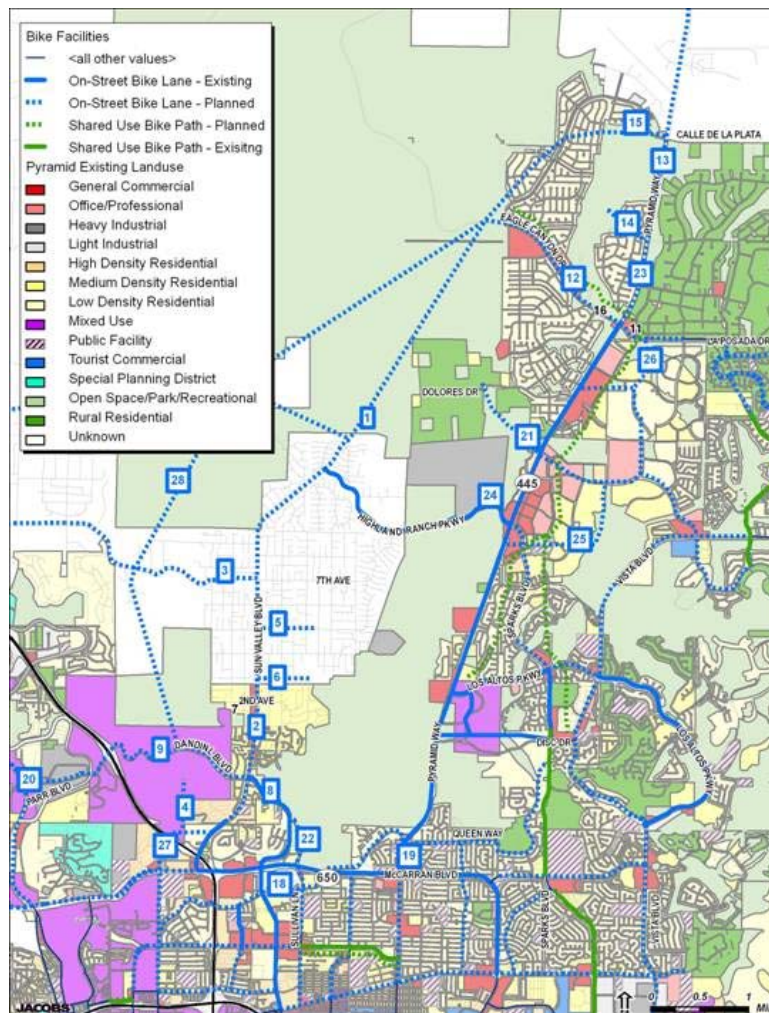 Bike Facilities
<all other values>
On-Street Bike Lane - Existing
On-Street Bike Lane - Planned
Shared Use Bike Path - Planned
Shared Use Bike Path - Exisitng
Pyramid Existing Landuse
General Commercial
Office/Professional
Heavy Industrial
Light Industrial
High Density Residential
Medium Density Residential
Low Density Residential
Mixed Use
Public Facility
Tourist Commercial
Special Planning District
Open Space/Park/Recreational
Rural Residential
Unknown
15
CALLE DE LA PLATA
13
PYRAMID WAY
14
EAGLE CANYON DR
12
23
16
11
LA POSADA DR
26
DOLORES DR
1
21
28
445
24
HIGHLAND RANCH PKWY
25
VISTA BLVD
3
7TH AVE
SUN VALLEY BLVD
5
SPARKS BLVD
6
LOS ALTOS PKWY
2ND AVE
7
2
DANDINI BLVD
9
DISC DR
LOS ALTOS PKWY
PYRAMID WAY
20
PARR BLVD
8
4
22
QUEEN WAY
27
19
650
McCARRAN BLVD
18
SULLIVAN LN
SPARKS BLVD
VISTA BLVD
JACOBS
0 0.5 1
Mi